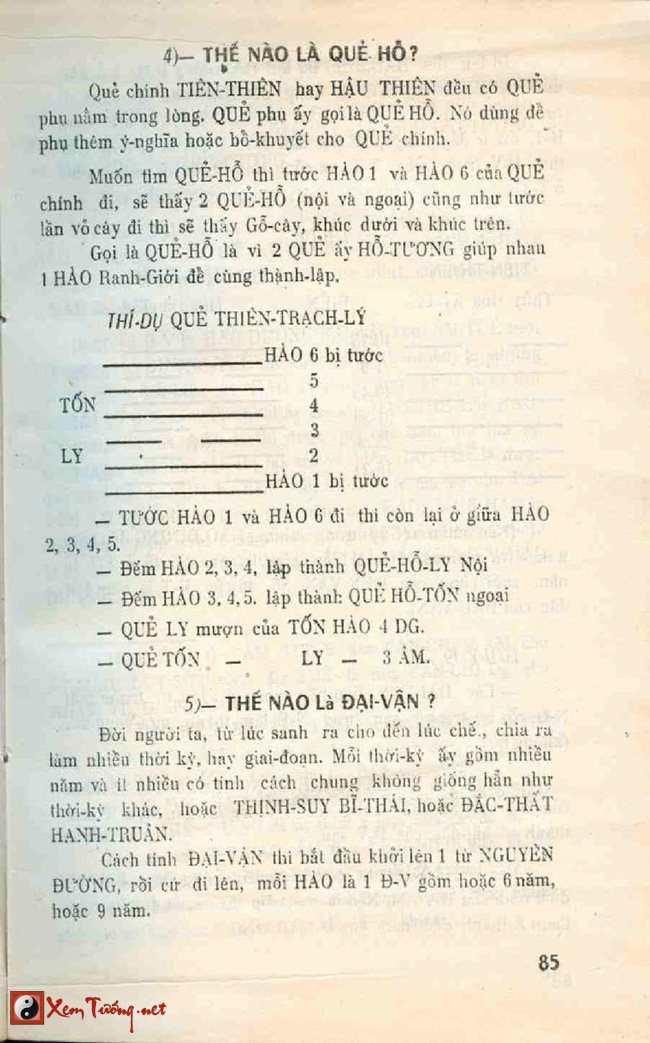 4)— THẾ NÀO LÀ QUẺ HỖ?
Quẻ chính TIÊN-THIÊN hay HẬU THIÊN đều có QUẺ
phụ nằm trong lòng. QUẺ phụ ấy gọi là QUẺ HỖ. Nó dùng để
phụ thêm ý-nghĩa hoặc bồ-khuyết cho QUẺ chính.
Muốn tìm QUẺ-HỖ thì tước HÀO 1 và HÀO 6 của QUẺ
chính đi, sẽ thấy 2 QUẺ-HỖ (nội và ngoại) cũng như tước
lần vỏ cây đi thì sẽ thấy Gỗ-cây, khúc dưới và khúc trên.
Gọi là QUẺ-HỖ là vì 2 QUẺ ấy HỖ-TƯƠNG giúp nhau
1 HÀO Ranh-Giới để cùng thành-lập.
THÍ-DỤ QUẺ THIÊN-TRẠCH-LÝ
HÀO 6 bị tước
5
TỐN 4
3
LY 2
HÀO 1 bị tước
— TƯỚC HÀO 1 và HÀO 6 đi thì còn lại ở giữa HÀO
2, 3, 4, 5.
— Đếm HÀO 2, 3, 4, lập thành QUẺ-HỖ-LY Nội
— Đếm HÀO 3, 4, 5. lập thành QUẺ HỖ-TỐN ngoại
— QUẺ LY mượn của TỐN HÀO 4 DG.
— QUẺ TỐN — LY — 3 ÂM.
5)— THẾ NÀO Là ĐẠI-VẬN ?
Đời người ta, từ lúc sanh ra cho đến lúc chế., chia ra
làm nhiều thời kỳ, hay giai-đoạn. Mỗi thời-kỳ ấy gồm nhiều
năm và ít nhiều có tính cách chung không giống hẳn như
thời-kỳ khác, hoặc THỊNH-SUY BĨ-THÁI, hoặc ĐẮC-THẤT
HANH-TRUÂN.
Cách tính ĐẠI-VẬN thì bắt đầu khởi lên 1 từ NGUYÊN
ĐƯỜNG, rồi cứ đi lên, mỗi HÀO là 1 Đ-V gồm hoặc 6 năm,
hoặc 9 năm.
85
XemTướng.net